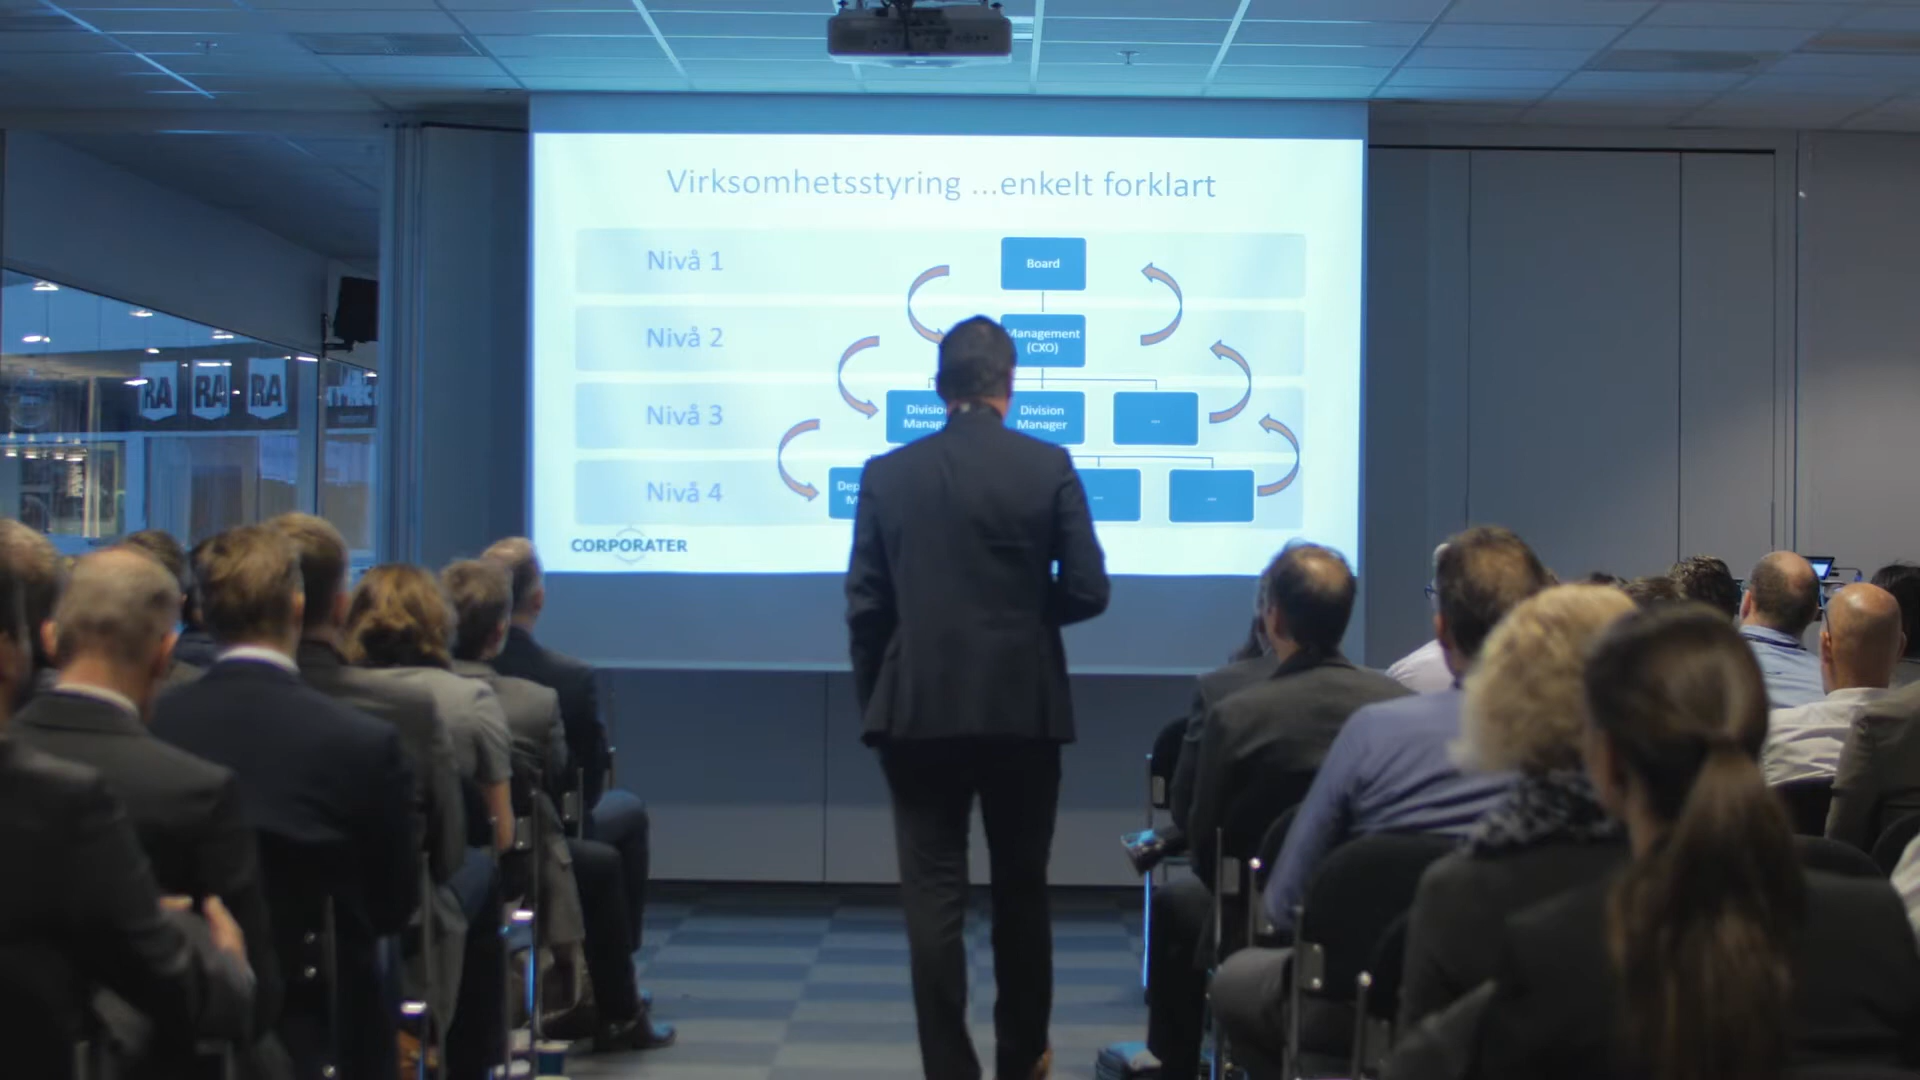 Virksomhetsstyring ...enkelt forklart
Nivå 1
Board
Nivå 2
Management
(CXO)
Nivå 3
Division
Manager
...
Nivå 4
...
...
CORPORATER
RA RA RA